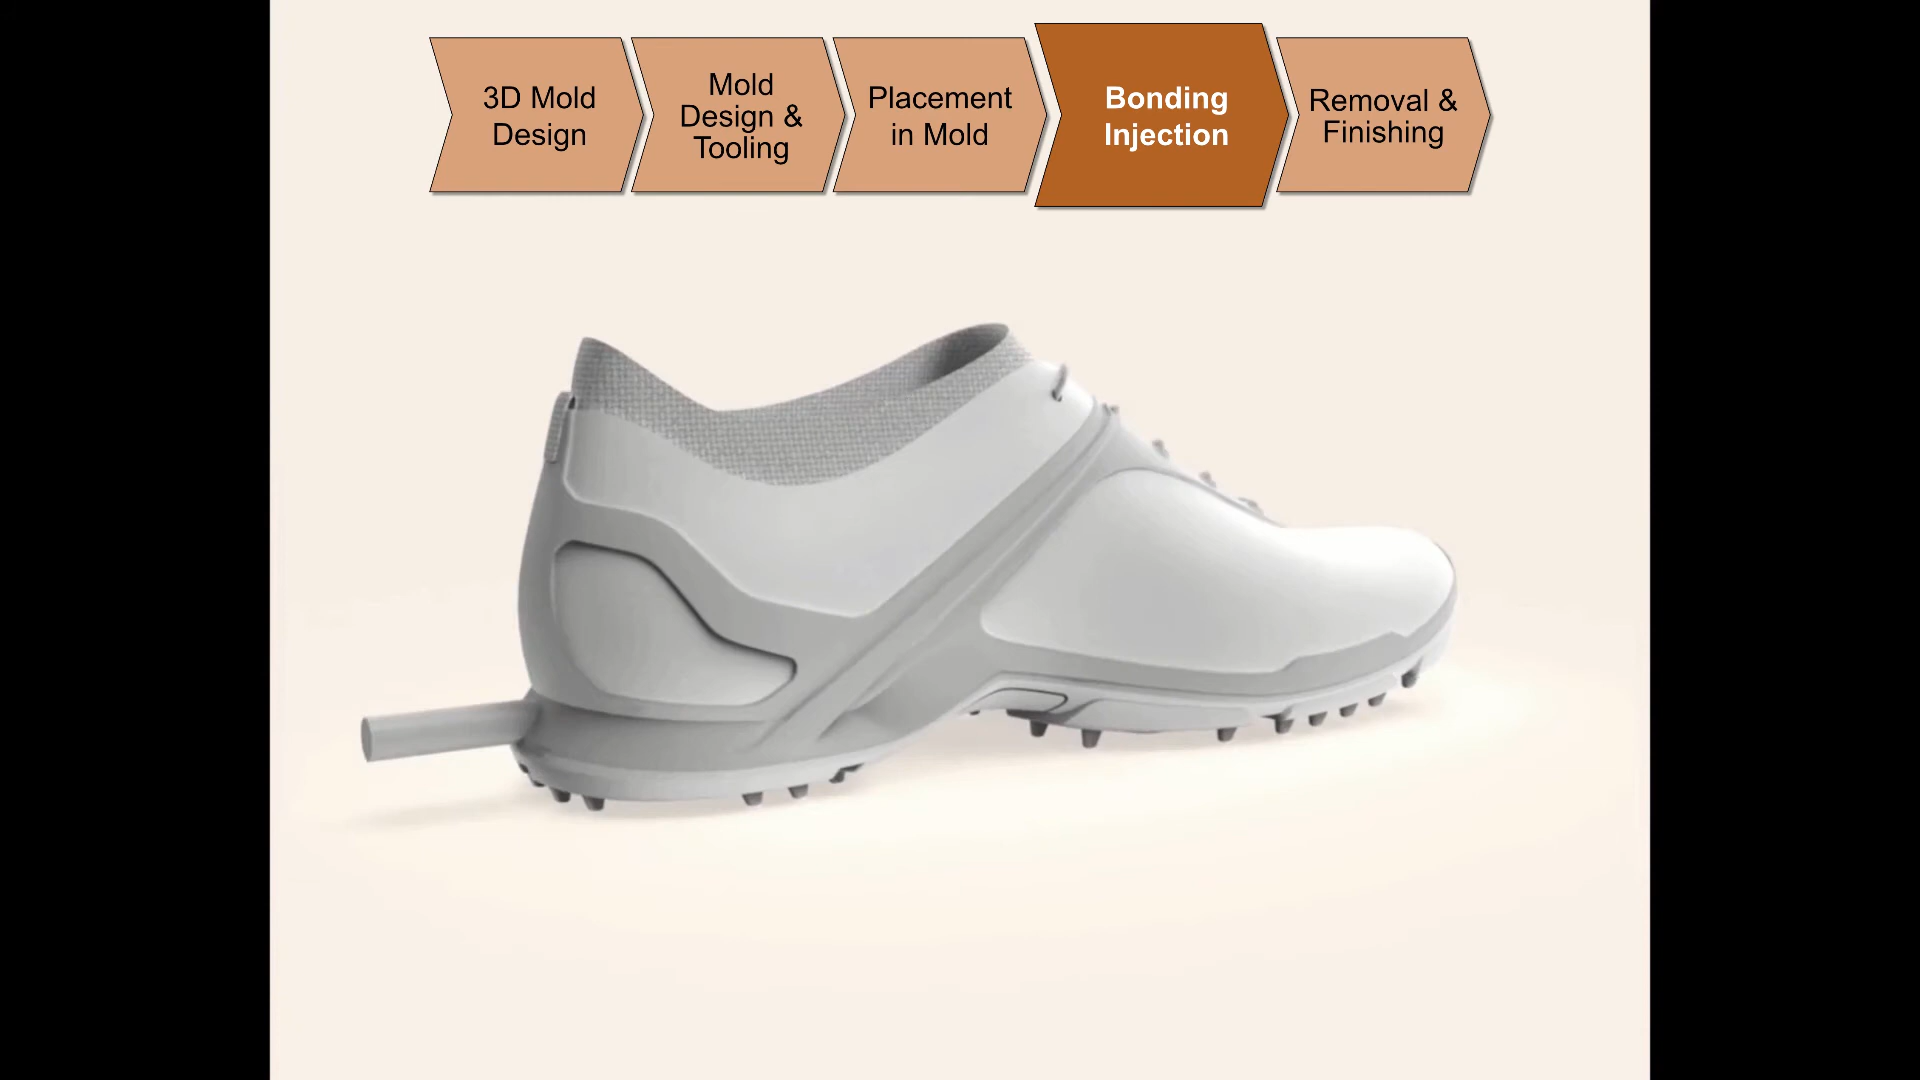 3D Mold
Design
Mold
Design &
Tooling
Placement
in Mold
Bonding
Injection
Removal &
Finishing